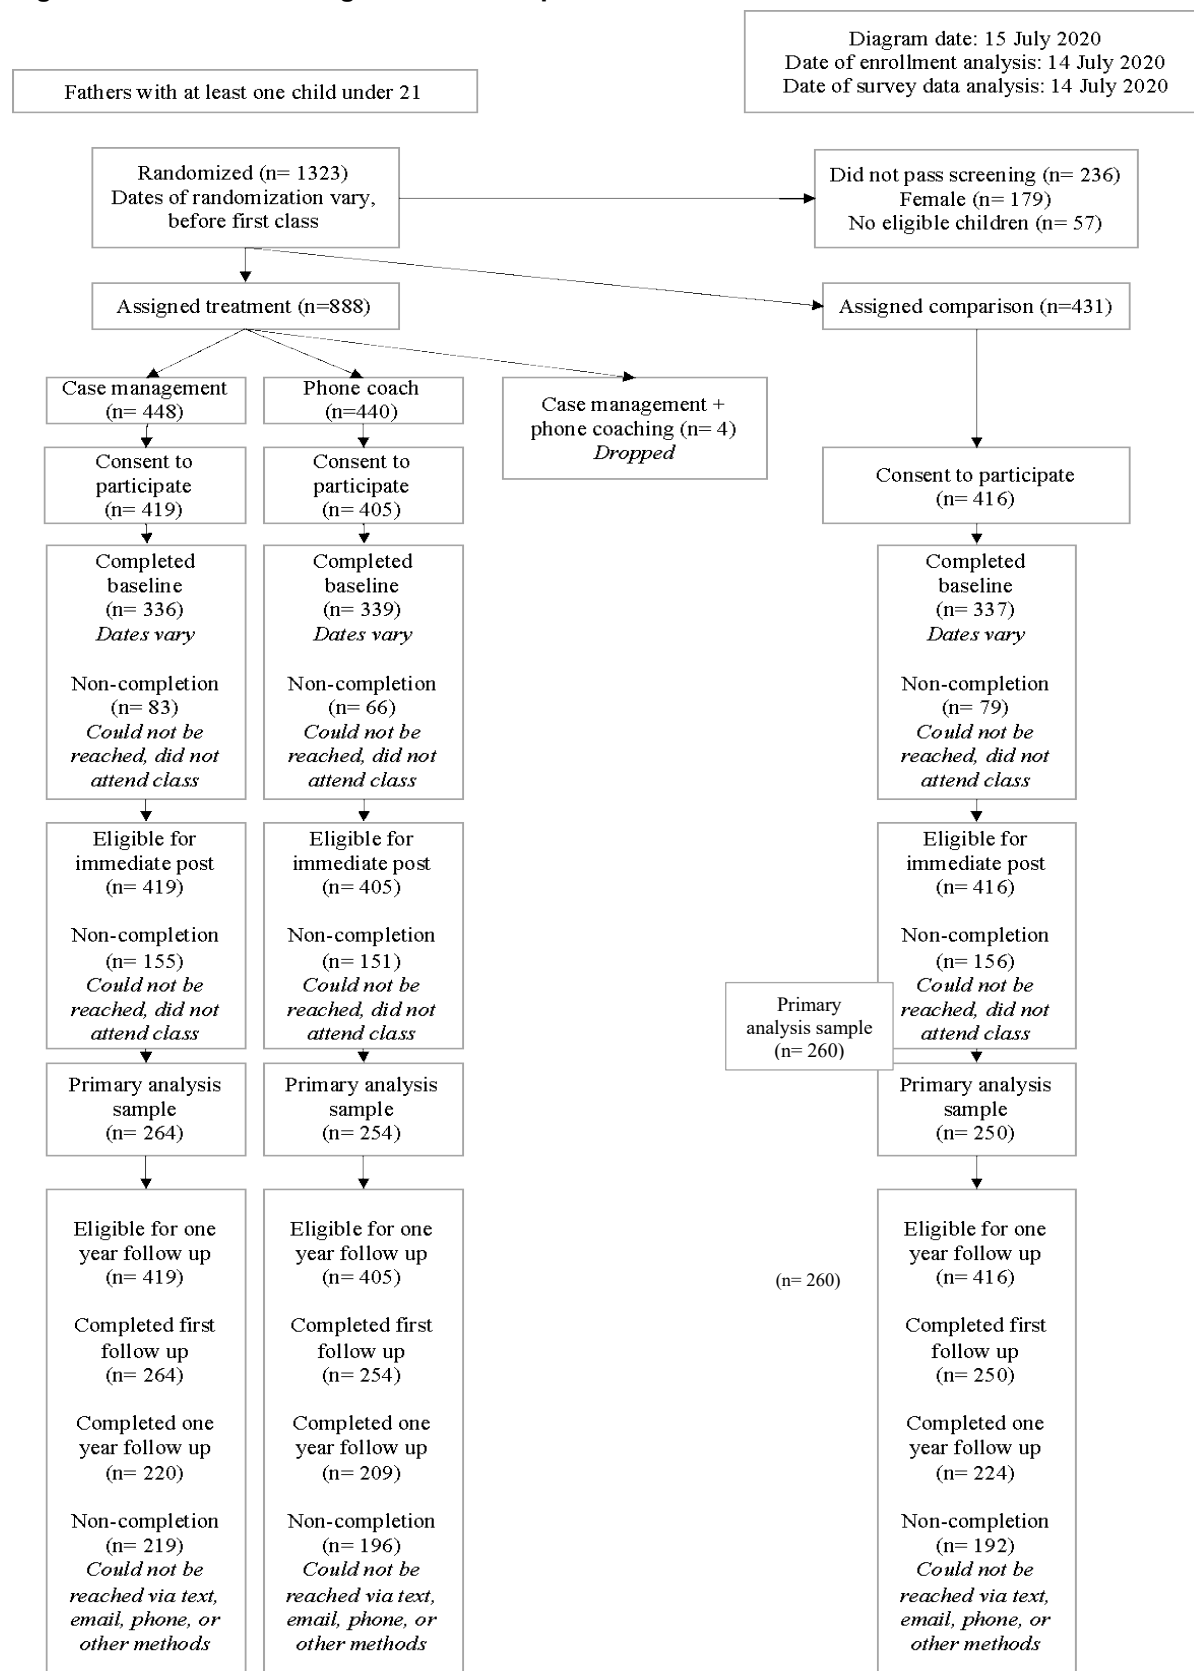 Diagram date: 15 July 2020
Date of enrollment analysis: 14 July 2020
Date of survey data analysis: 14 July 2020
Fathers with at least one child under 21
Randomized (n= 1323)
Dates of randomization vary,
before first class
Did not pass screening (n= 236)
Female (n= 179)
No eligible children (n= 57)
Assigned treatment (n=888)
Assigned comparison (n=431)
Case management
(n= 448)
Phone coach
(n=440)
Case management +
phone coaching (n= 4)
Dropped
Consent to
participate
(n= 419)
Consent to
participate
(n= 405)
Consent to participate
(n= 416)
Completed
baseline
(n= 336)
Dates vary
Non-completion
(n= 83)
Could not be
reached, did not
attend class
Completed
baseline
(n= 339)
Dates vary
Non-completion
(n= 66)
Could not be
reached, did not
attend class
Completed
baseline
(n= 337)
Dates vary
Non-completion
(n= 79)
Could not be
reached, did not
attend class
Eligible for
immediate post
(n= 419)
Non-completion
(n= 155)
Could not be
reached, did not
attend class
Eligible for
immediate post
(n= 405)
Non-completion
(n= 151)
Could not be
reached, did not
attend class
Eligible for
immediate post
(n= 416)
Non-completion
(n= 156)
Could not be
reached, did not
attend class
Primary
analysis sample
(n= 260)
Primary analysis
sample
(n= 264)
Primary analysis
sample
(n= 254)
Primary analysis
sample
(n= 250)
Eligible for one
year follow up
(n= 419)
Completed first
follow up
(n= 264)
Completed one
year follow up
(n= 220)
Non-completion
(n= 219)
Could not be
reached via text,
email, phone, or
other methods
Eligible for one
year follow up
(n= 405)
Completed first
follow up
(n= 254)
Completed one
year follow up
(n= 209)
Non-completion
(n= 196)
Could not be
reached via text,
email, phone, or
other methods
(n= 260)
Eligible for one
year follow up
(n= 416)
Completed first
follow up
(n= 250)
Completed one
year follow up
(n= 224)
Non-completion
(n= 192)
Could not be
reached via text,
email, phone, or
other methods